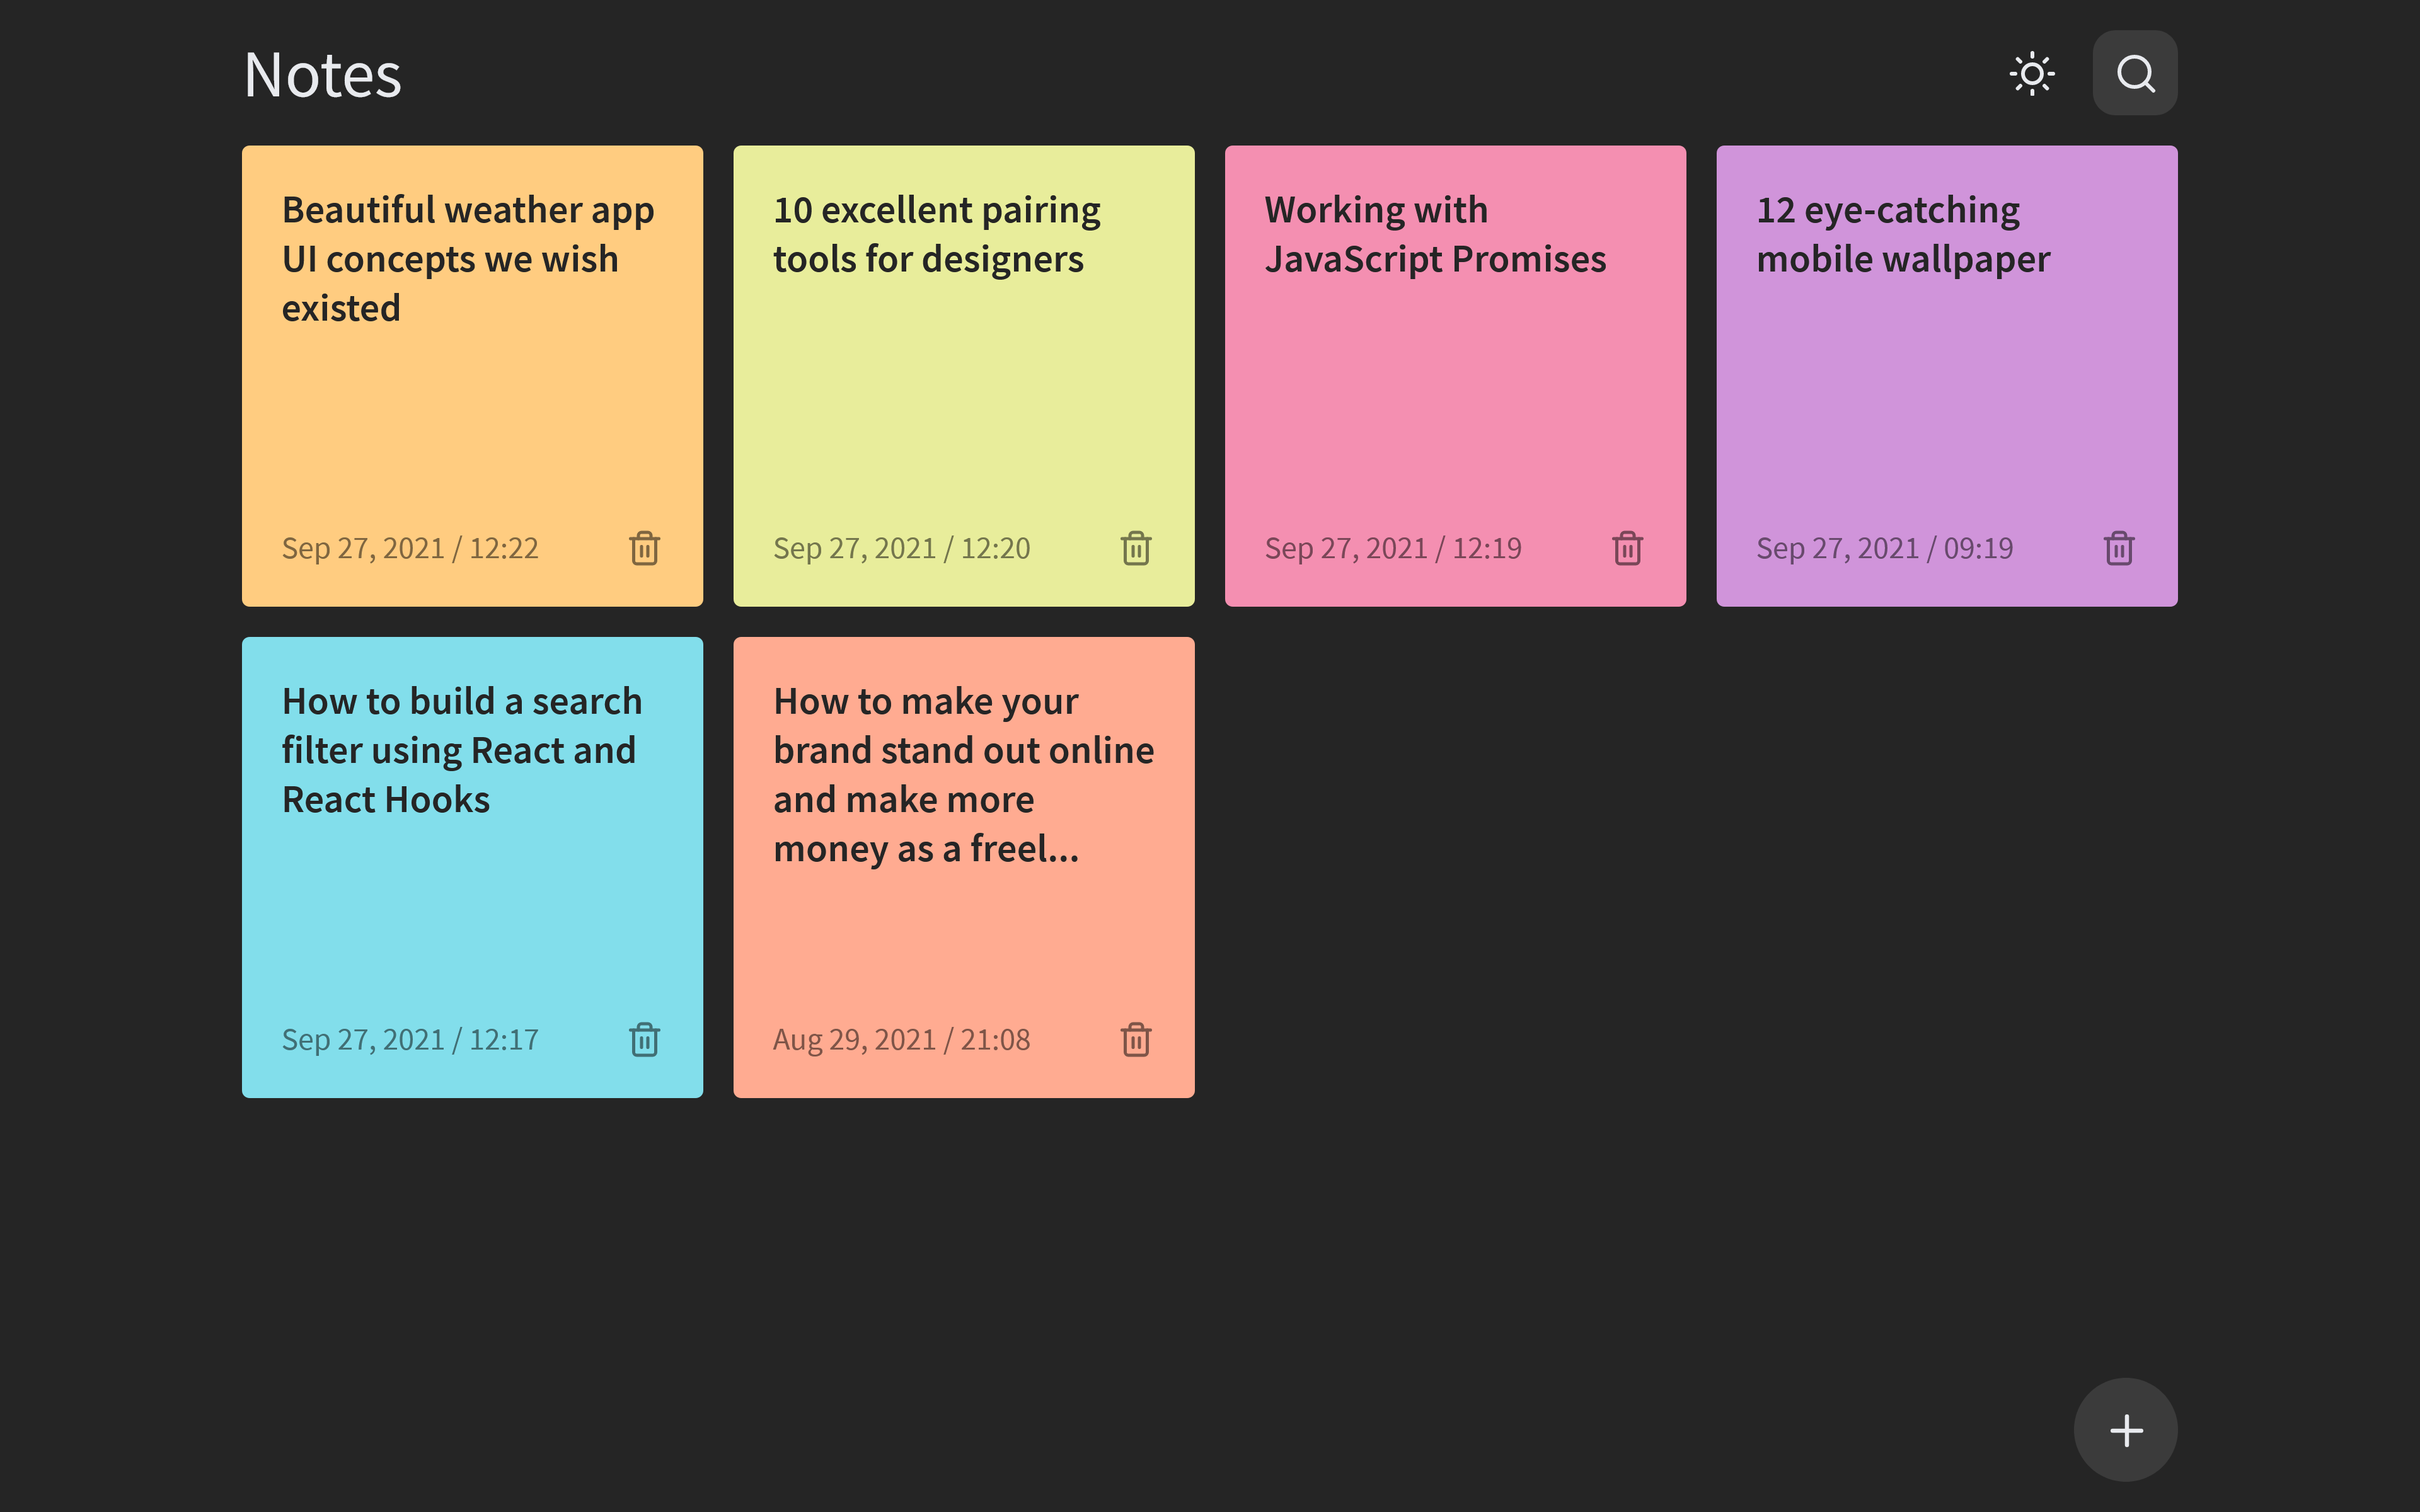 Notes
Beautiful weather app
UI concepts we wish
existed
Sep 27, 2021 / 12:22
10 excellent pairing
tools for designers
Sep 27, 2021 / 12:20
Working with
JavaScript Promises
Sep 27, 2021 / 12:19
12 eye-catching
mobile wallpaper
Sep 27, 2021 / 09:19
How to build a search
filter using React and
React Hooks
Sep 27, 2021 / 12:17
How to make your
brand stand out online
and make more
money as a freel...
Aug 29, 2021 / 21:08